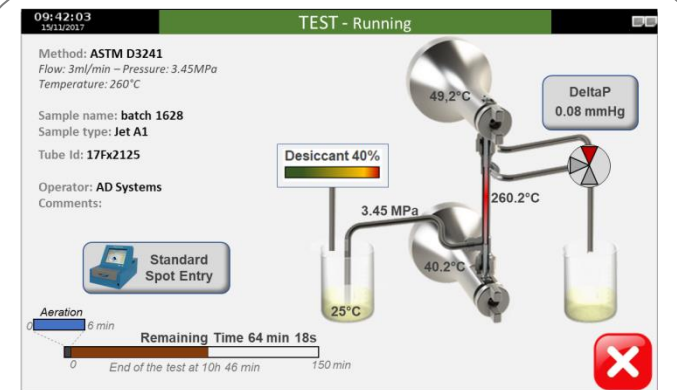 09:42:03
15/11/2017
TEST - Running
Method: ASTM D3241
Flow: 3ml/min – Pressure: 3.45MPa
Temperature: 260°C
Sample name: batch 1628
Sample type: Jet A1
Tube Id: 17Fx2125
Operator: AD Systems
Comments:
49,2°C
DeltaP
0.08 mmHg
Desiccant 40%
260.2°C
3.45 MPa
40.2°C
25°C
Standard
Spot Entry
Aeration
0
6 min
Remaining Time 64 min 18s
0
150 min
End of the test at 10h 46 min